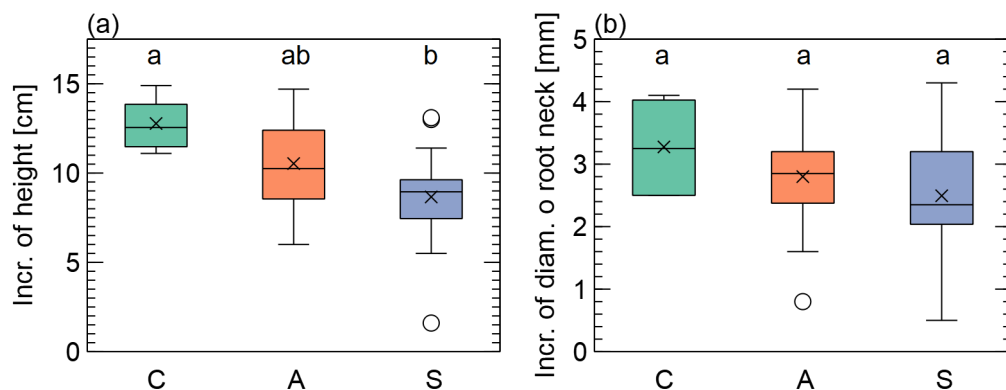 (a)
a ab b
Incr. of height [cm]
15
10
5
0
C A S
(b)
a a a
Incr. of diam. o root neck [mm]
5
4
3
2
1
0
C A S